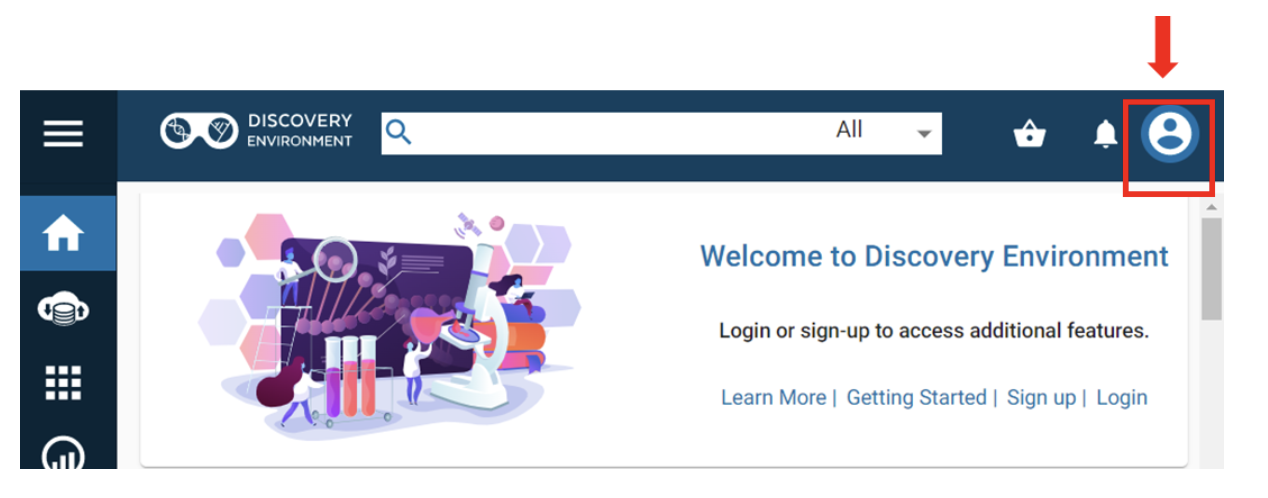 DISCOVERY
ENVIRONMENT
All
Welcome to Discovery Environment
Login or sign-up to access additional features.
Learn More | Getting Started | Sign up | Login